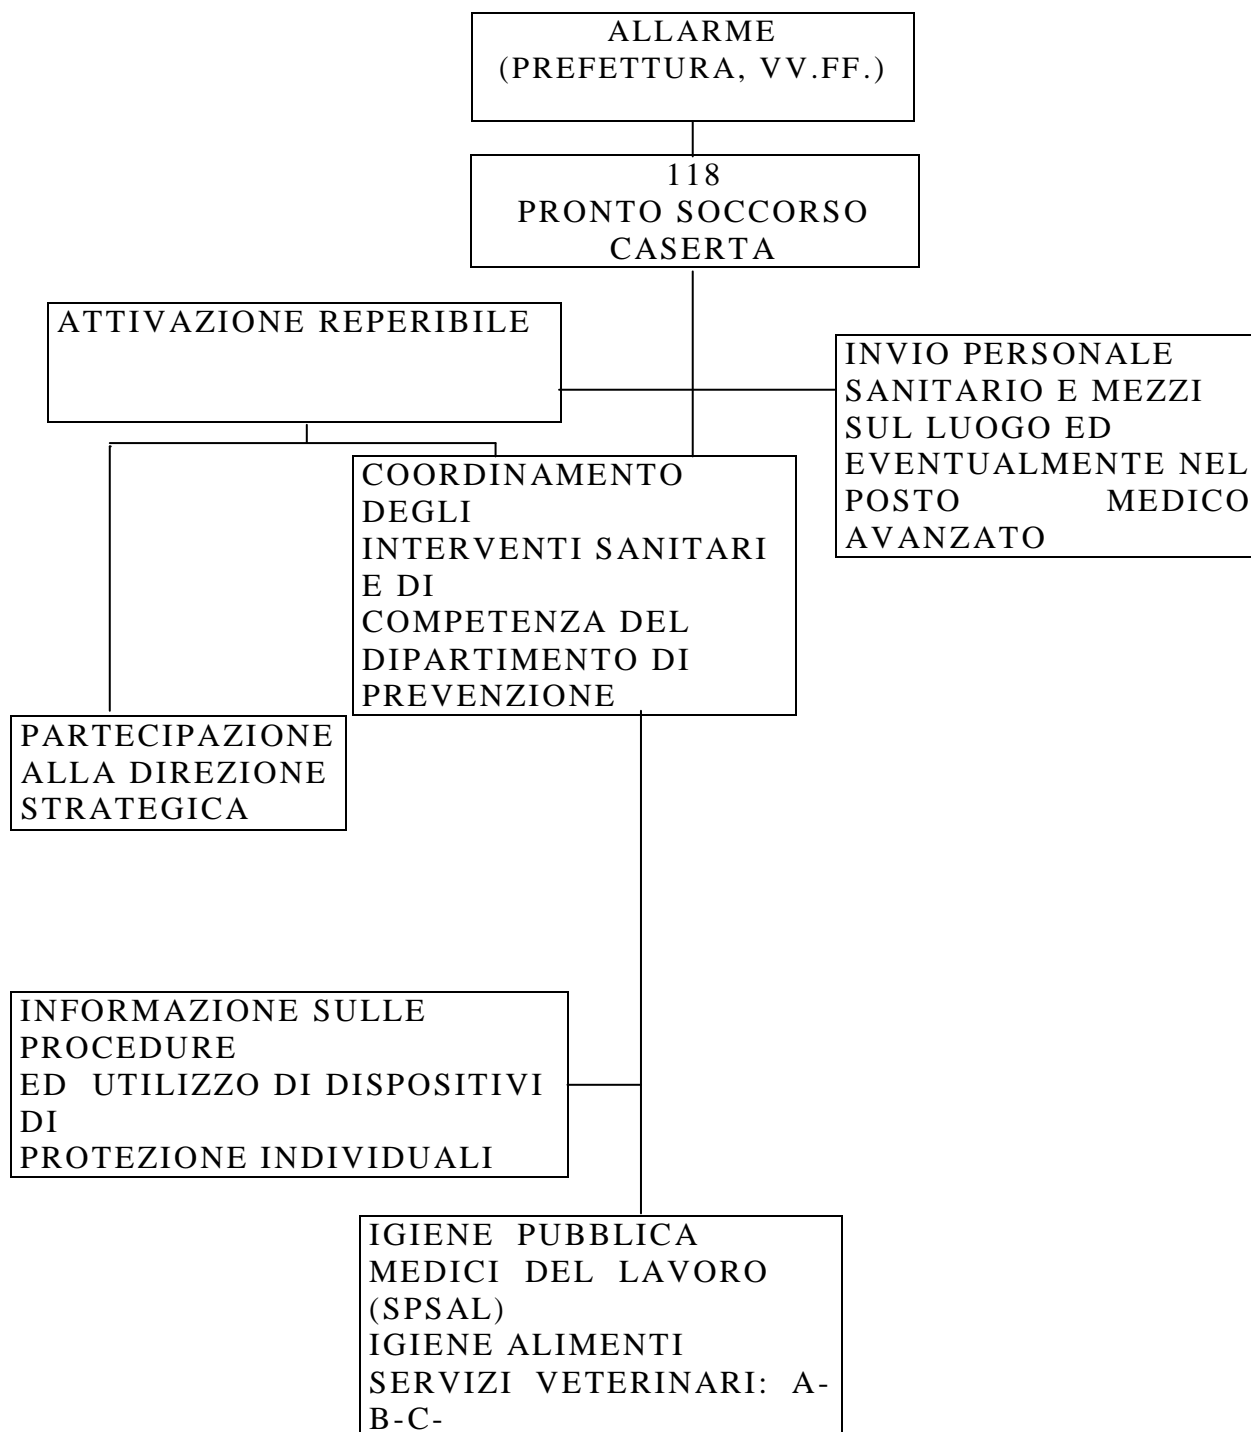 ALLARME
(PREFETTURA, VV.FF.)
118
PRONTO SOCCORSO
CASERTA
ATTIVAZIONE REPERIBILE
INVIO PERSONALE
SANITARIO E MEZZI
SUL LUOGO ED
EVENTUALMENTE NEL
POSTO MEDICO
AVANZATO
COORDINAMENTO
DEGLI
INTERVENTI SANITARI
E DI
COMPETENZA DEL
DIPARTIMENTO DI
PREVENZIONE
PARTECIPAZIONE
ALLA DIREZIONE
STRATEGICA
INFORMAZIONE SULLE
PROCEDURE
ED UTILIZZO DI DISPOSITIVI
DI
PROTEZIONE INDIVIDUALI
IGIENE PUBBLICA
MEDICI DEL LAVORO
(SPSAL)
IGIENE ALIMENTI
SERVIZI VETERINARI: A-
B-C-